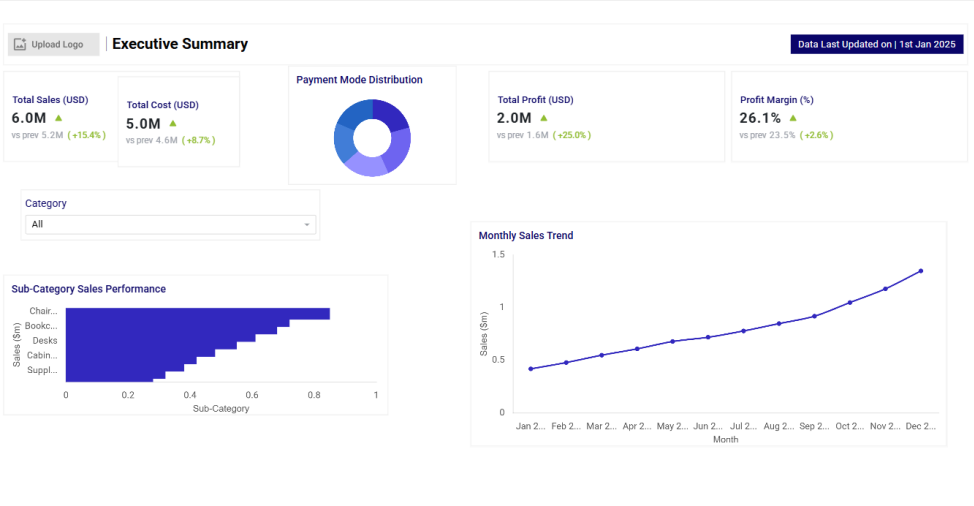 Upload Logo
Executive Summary
Data Last Updated on | 1st Jan 2025
Total Sales (USD)
6.0M
vs prev 5.2M (+15.4%)
Total Cost (USD)
5.0M
vs prev 4.6M (+8.7%)
Payment Mode Distribution
Total Profit (USD)
2.0M
vs prev 1.6M (+25.0%)
Profit Margin (%)
26.1%
vs prev 23.5% (+2.6%)
Category
All
Sub-Category Sales Performance
Sales ($m)
Chair...
Bookc...
Desks
Cabin...
Suppl...
0 0.2 0.4 0.6 0.8 1
Sub-Category
Monthly Sales Trend
Sales ($m)
1.5
1
0.5
0
Jan 2... Feb 2... Mar 2... Apr 2... May 2... Jun 2... Jul 2... Aug 2... Sep 2... Oct 2... Nov 2... Dec 2...
Month